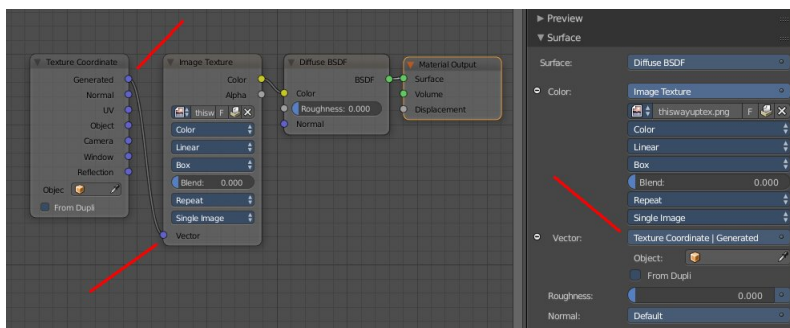 Texture Coordinate
Generated
Normal
UV
Object
Camera
Window
Reflection
Objec
From Dupli
Image Texture
Color
Alpha
thisw F
Color
Linear
Box
Blend: 0.000
Repeat
Single Image
Vector
Diffuse BSDF
BSDF
Color
Roughness: 0.000
Normal
Material Output
Surface
Volume
Displacement
Preview
Surface
Surface: Diffuse BSDF
Color: Image Texture
thiswayuptex.png F
Color
Linear
Box
Blend: 0.000
Repeat
Single Image
Vector: Texture Coordinate | Generated
Object:
From Dupli
Roughness: 0.000
Normal: Default